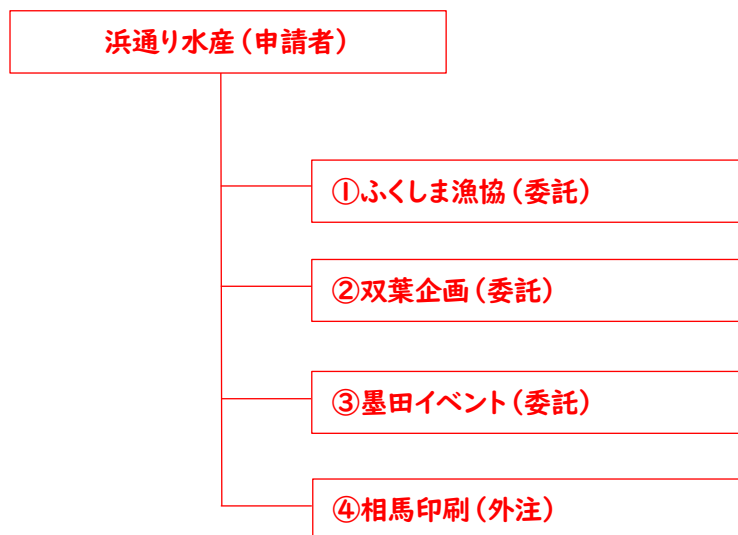 浜通り水産(申請者)
①ふくしま漁協(委託)
②双葉企画(委託)
③墨田イベント(委託)
④相馬印刷(外注)